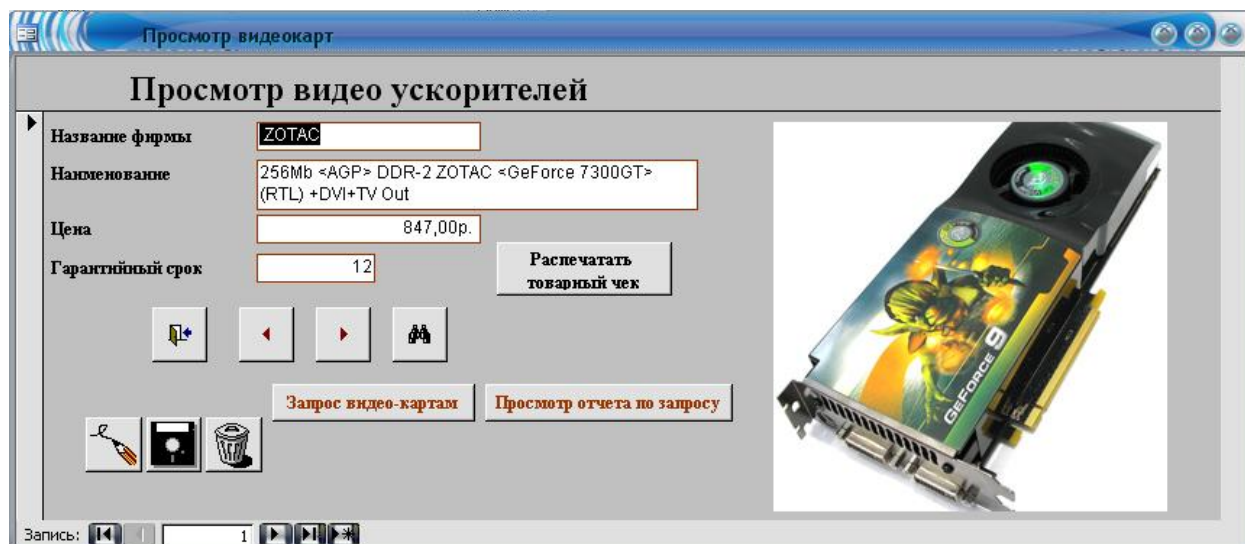 Просмотр видеокарт
Просмотр видео ускорителей
Название фирмы
ZOTAC
Наименование
256Mb <AGP> DDR-2 ZOTAC <GeForce 7300GT>
(RTL) +DVI+TV Out
Цена
847,00р.
Гарантийный срок
12
Распечатать
товарный чек
Запрос видео-картам
Просмотр отчета по запросу
GEFORCE 9
Запись:
1